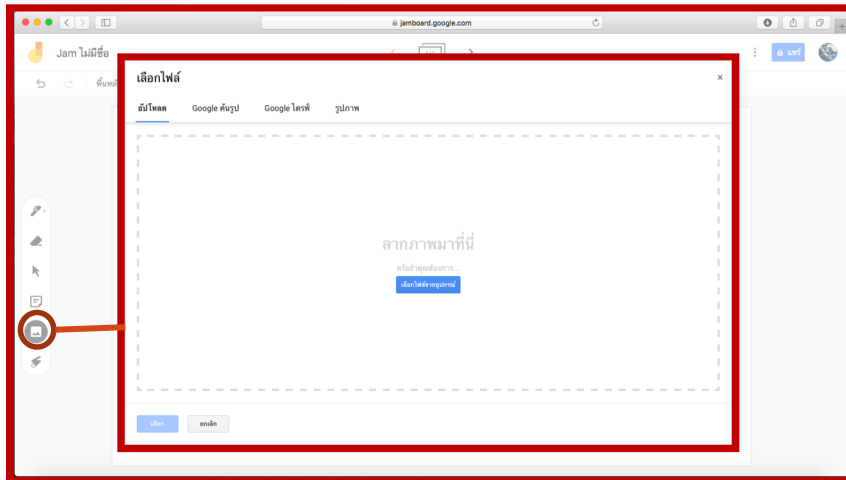 jamboard.google.com
Jam ไม่มีชื่อ
แชร์
เลือกไฟล์
อัปโหลด Google ค้นรูป Google ไดรฟ์ รูปภาพ
ลากภาพมาที่นี่
หรือถ้าคุณต้องการ...
เลือกไฟล์จากอุปกรณ์
เลือก ยกเลิก